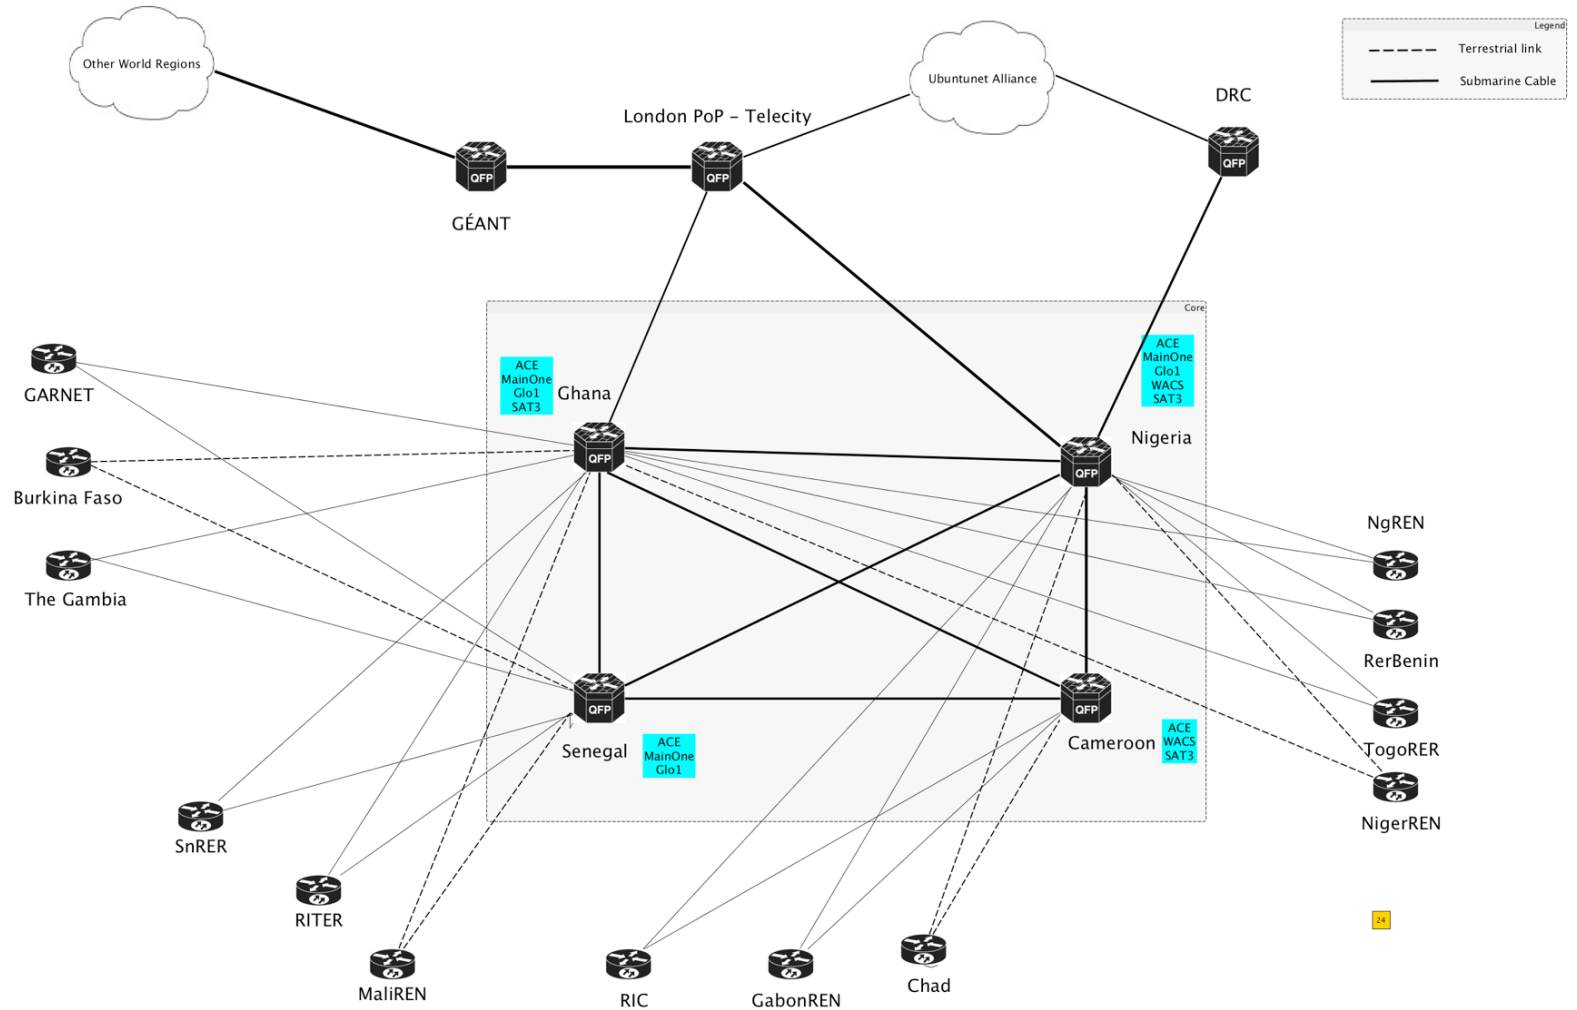 Other World Regions
Ubuntunet Alliance
Legend
Terrestrial link
Submarine Cable
DRC
QFP
London PoP – Telecity
QFP
QFP
GÉANT
Core
GARNET
ACE
MainOne
Glo1
SAT3
Ghana
QFP
ACE
MainOne
Glo1
WACS
SAT3
Nigeria
QFP
Burkina Faso
The Gambia
NgREN
RerBenin
TogoRER
NigerREN
QFP
Senegal
ACE
MainOne
Glo1
QFP
Cameroon
ACE
WACS
SAT3
SnRER
RITER
MaliREN
RIC
GabonREN
Chad
24